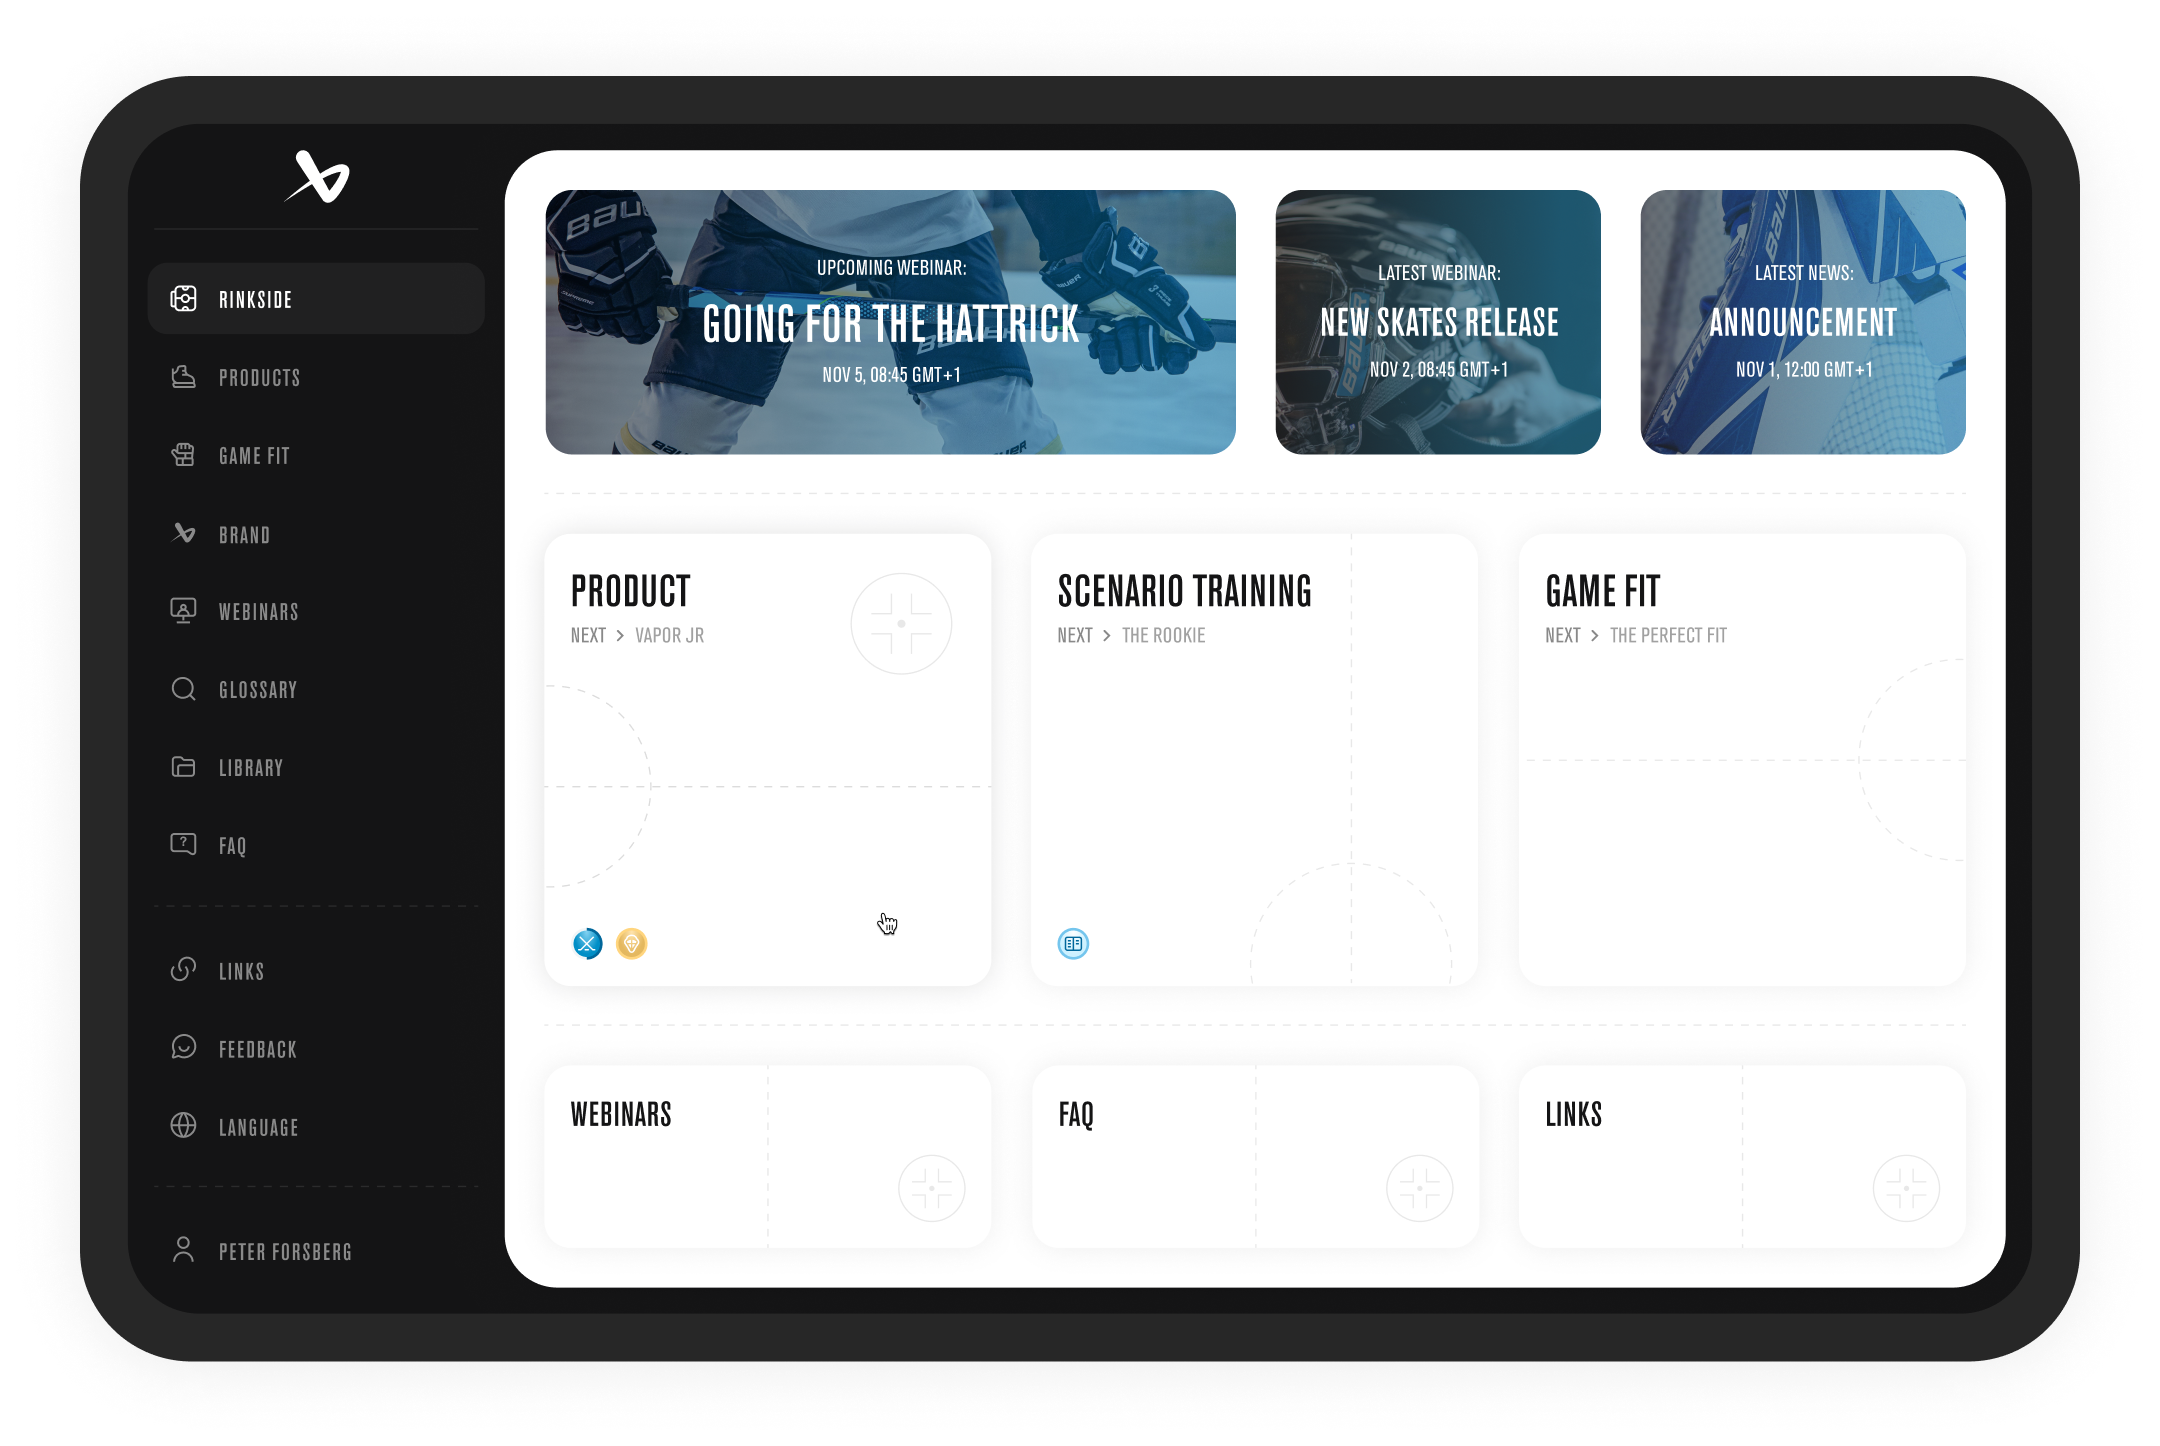 RINKSIDE
PRODUCTS
GAME FIT
BRAND
WEBINARS
GLOSSARY
LIBRARY
FAQ
LINKS
FEEDBACK
LANGUAGE
PETER FORSBERG
UPCOMING WEBINAR:
GOING FOR THE HATTRICK
NOV 5, 08:45 GMT+1
LATEST WEBINAR:
NEW SKATES RELEASE
NOV 2, 08:45 GMT+1
LATEST NEWS:
ANNOUNCEMENT
NOV 1, 12:00 GMT+1
PRODUCT
NEXT > VAPOR JR
SCENARIO TRAINING
NEXT > THE ROOKIE
GAME FIT
NEXT > THE PERFECT FIT
WEBINARS
FAQ
LINKS